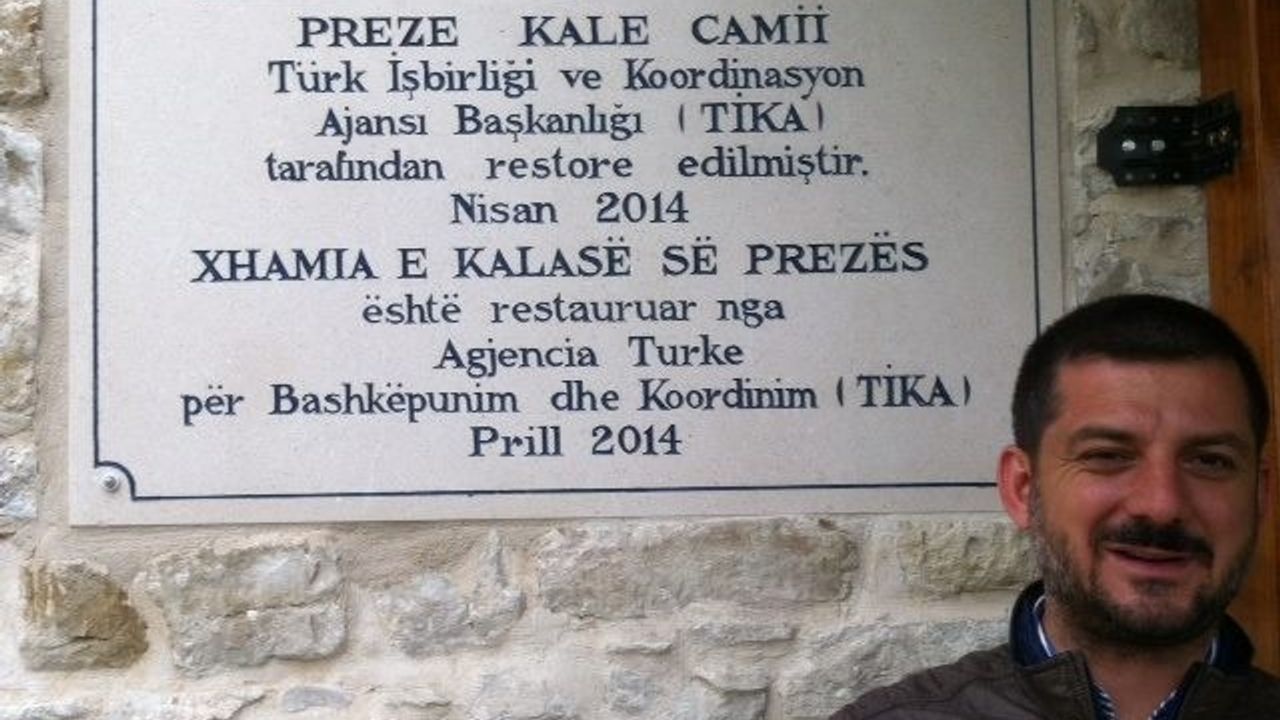 PREZE KALE CAMİİ
Türk İşbirliği ve Koordinasyon
Ajansı Başkanlığı (TİKA)
tarafından restore edilmiştir.
Nisan 2014
XHAMIA E KALASË SË PREZËS
është restauruar nga
Agjencia Turke
për Bashkëpunim dhe Koordinim (TİKA)
Prill 2014